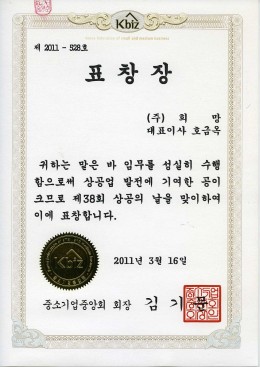 Kbiz
제 2011 - 528호
표 창 장
(주) 희 망
대표이사 호금옥
귀하는 맡은 바 임무를 성실히 수행
함으로써 상공업 발전에 기여한 공이
크므로 제38회 상공의 날을 맞이하여
이에 표창합니다.
Kbiz
2011년 3월 16일
중소기업중앙회 회장 김 기 문